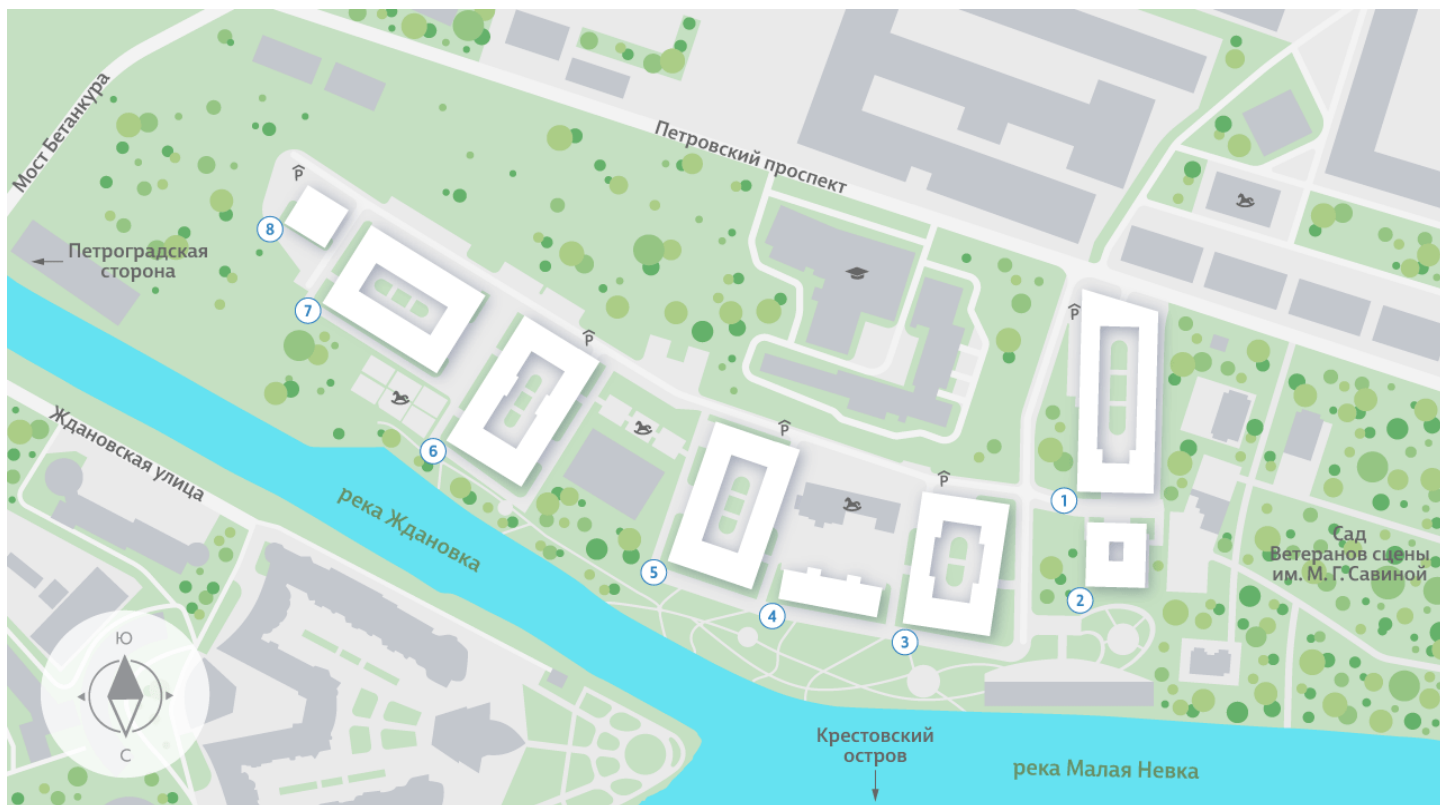 Мост Бетанкура
Петровский проспект
P
8
Петроградская
сторона
7
P
P
6
P
P
1
Ждановская улица
река Ждановка
5
4
3
2
Сад
Ветеранов сцены
им. М. Г. Савиной
Ю
С
Крестовский
остров
река Малая Невка